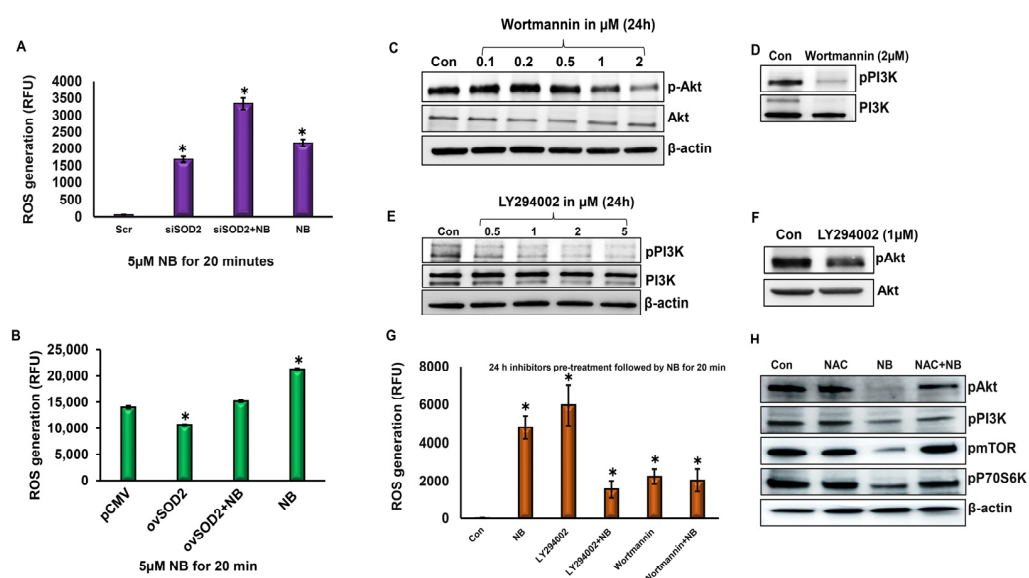 A
ROS generation (RFU)
4000
3500
3000
2500
2000
1500
1000
500
0
*
*
*
Scr siSOD2 siSOD2+NB NB
5µM NB for 20 minutes
B
ROS generation (RFU)
25,000
20,000
15,000
10,000
5,000
0
*
*
pCMV
ovSOD2
ovSOD2+NB
NB
5µM NB for 20 min
Wortmannin in µM (24h)
C
Con 0.1 0.2 0.5 1 2
p-Akt
Akt
β-actin
D
Con Wortmannin (2µM)
pPI3K
PI3K
LY294002 in µM (24h)
E
Con 0.5 1 2 5
pPI3K
PI3K
β-actin
F
Con LY294002 (1µM)
pAkt
Akt
G
24 h inhibitors pre-treatment followed by NB for 20 min
ROS generation (RFU)
8000
6000
4000
2000
0
*
*
*
*
*
Con
NB
LY294002
LY294002+NB
Wortmannin
Wortmannin+NB
H
Con NAC NB NAC+NB
pAkt
pPI3K
pmTOR
pP70S6K
β-actin